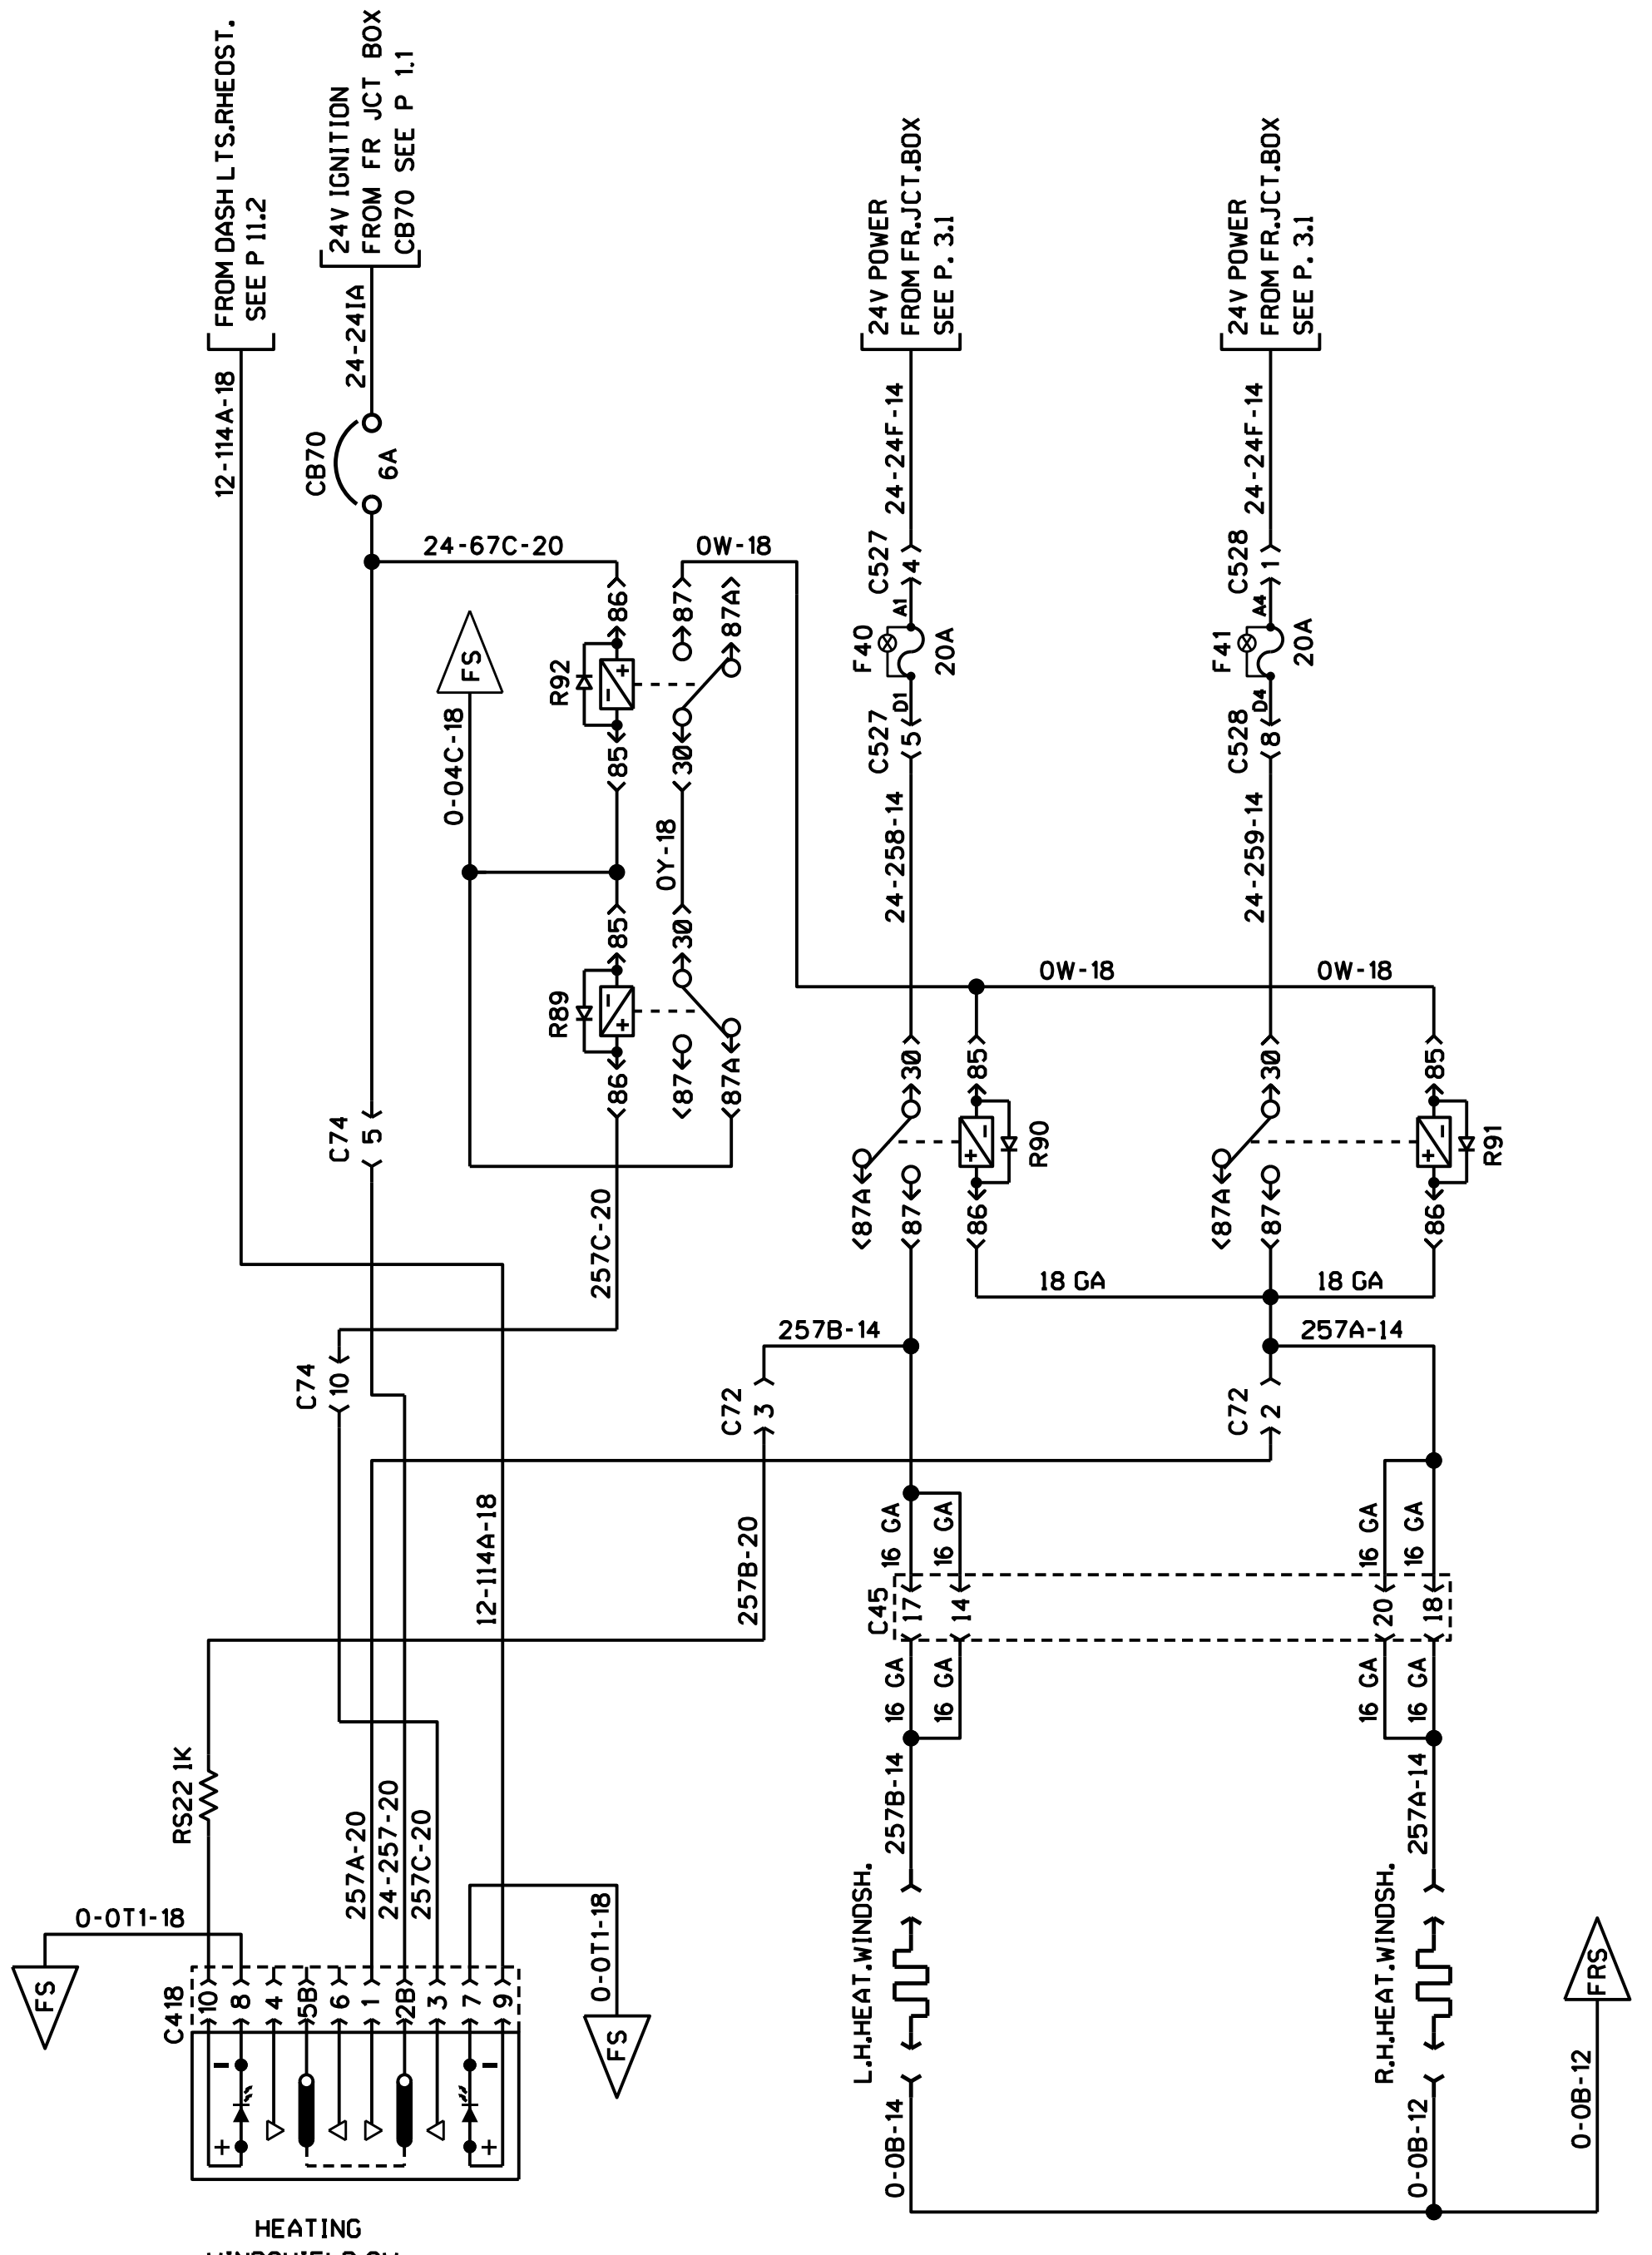 FROM DASH LTS.RHEOST.
SEE P 11.2
24V IGNITION
FROM FR JCT BOX
CB70 SEE P 1.1
24V POWER
FROM FR.JCT.BOX
SEE P. 3.1
24V POWER
FROM FR.JCT.BOX
SEE P. 3.1
12-114A-18
24-241A
CB70
6A
24-24F-14
24-24F-14
24-67C-20
0W-18
C527
4
A1
C528
1
A4
FS
0-04C-18
R92
86
87
87A
+
-
85
30
F40
20A
D1
C527
5
F41
20A
D4
C528
8
0Y-18
24-258-14
24-259-14
R89
85
30
-
+
86
87
87A
0W-18
0W-18
C74
5
30
85
87A
87
86
+
-
R90
30
85
87A
87
86
+
-
R91
257C-20
18 GA
18 GA
257B-14
257A-14
C74
10
C72
3
C72
2
12-114A-18
257B-20
16 GA
16 GA
16 GA
16 GA
C45
17
14
20
18
16 GA
16 GA
16 GA
16 GA
RS22 1K
257A-20
24-257-20
257C-20
257B-14
257A-14
0-0T1-18
FS
0-0T1-18
FS
C418
10
8
4
5B
6
1
2B
3
7
9
-
+
-
+
L.H.HEAT.WINDSH.
R.H.HEAT.WINDSH.
FRS
0-0B-14
0-0B-12
0-0B-12
HEATING